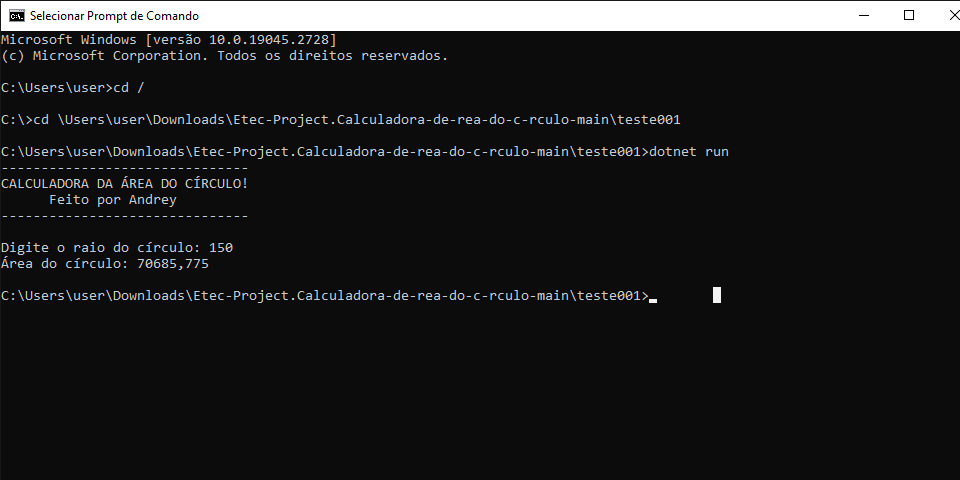 Selecionar Prompt de Comando
Microsoft Windows [versão 10.0.19045.2728]
(c) Microsoft Corporation. Todos os direitos reservados.
C:\Users\user>cd /
C:\>cd \Users\user\Downloads\Etec-Project.Calculadora-de-rea-do-c-rculo-main\teste001
C:\Users\user\Downloads\Etec-Project.Calculadora-de-rea-do-c-rculo-main\teste001>dotnet run
-------------------------------
CALCULADORA DA ÁREA DO CÍRCULO!
Feito por Andrey
-------------------------------
Digite o raio do círculo: 150
Área do círculo: 70685,775
C:\Users\user\Downloads\Etec-Project.Calculadora-de-rea-do-c-rculo-main\teste001>